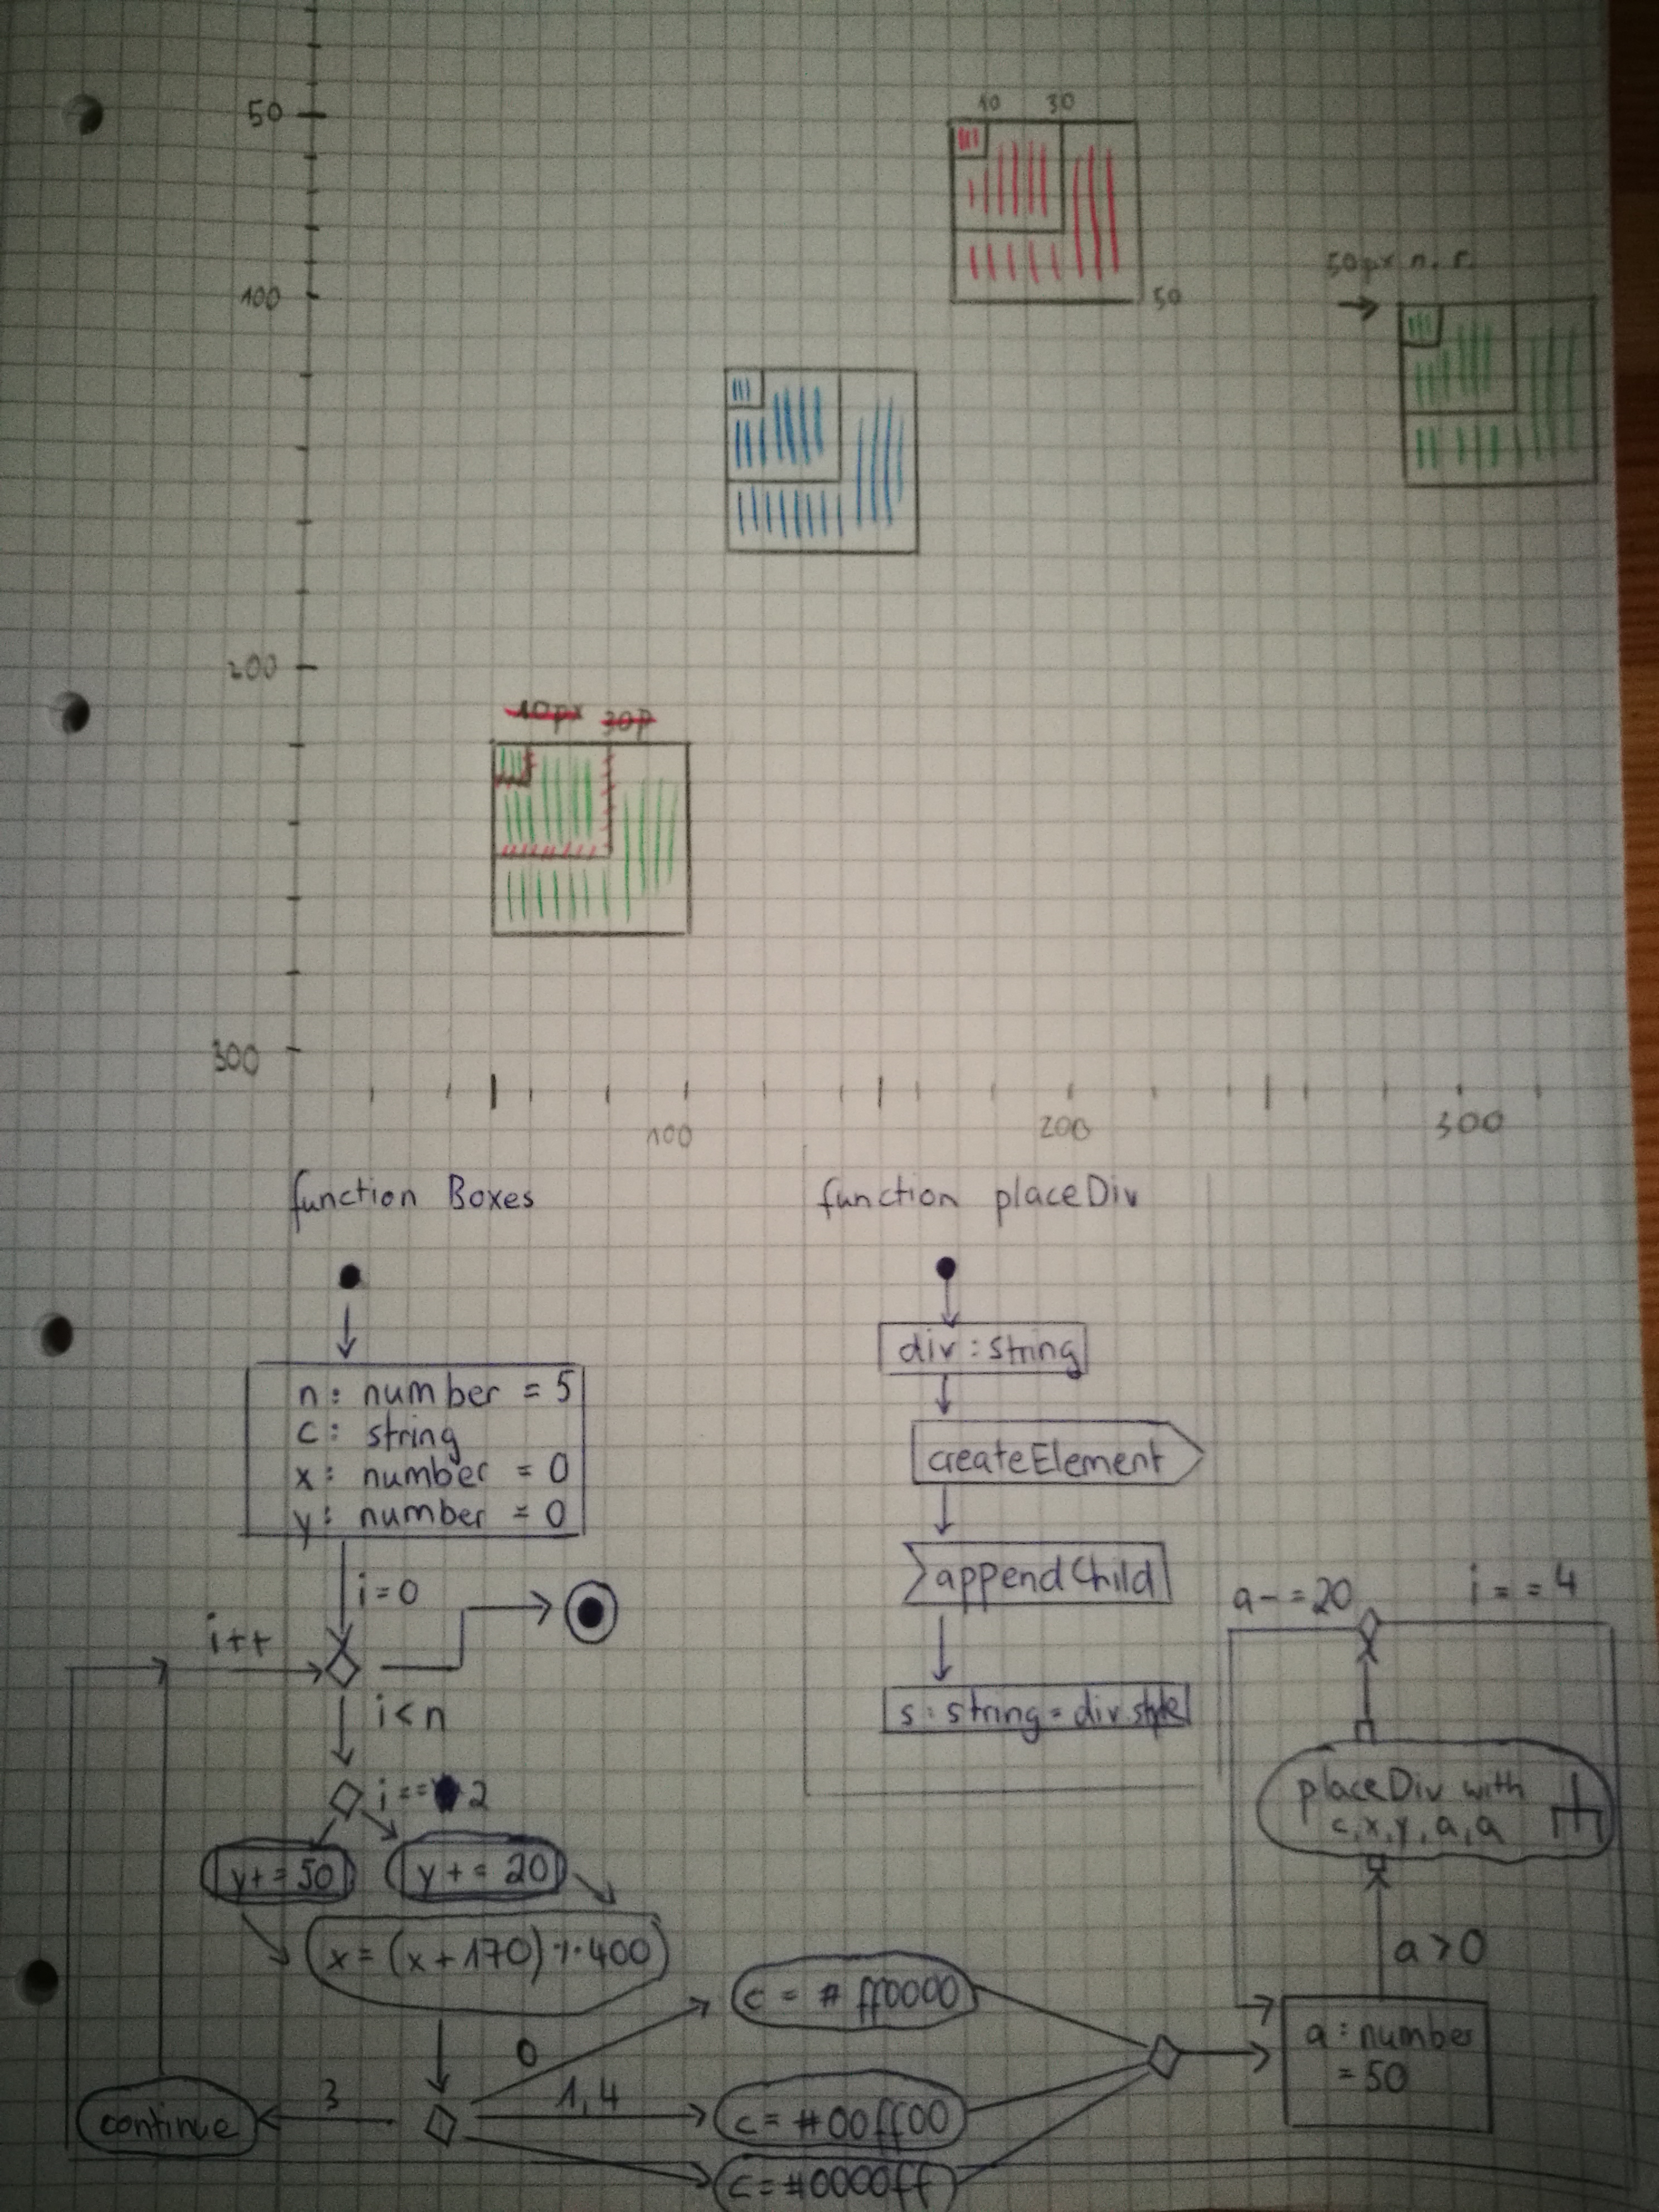 50
10 30
100
50
50px n. r.
200
10px 30p
300
100 200 300
function Boxes
function placeDiv
n: number = 5
c: string
x: number = 0
y: number = 0
i=0
i++
i<n
i== 2
y+=50
y+=20
x=(x+170)%400
0
1,4
3
continue
c = #ff0000
c = #00ff00
c=#0000ff
div:string
createElement
appendChild
s:string=div.style
a-=20
i==4
placeDiv with
c,x,y,a,a
a>0
a:number
=50